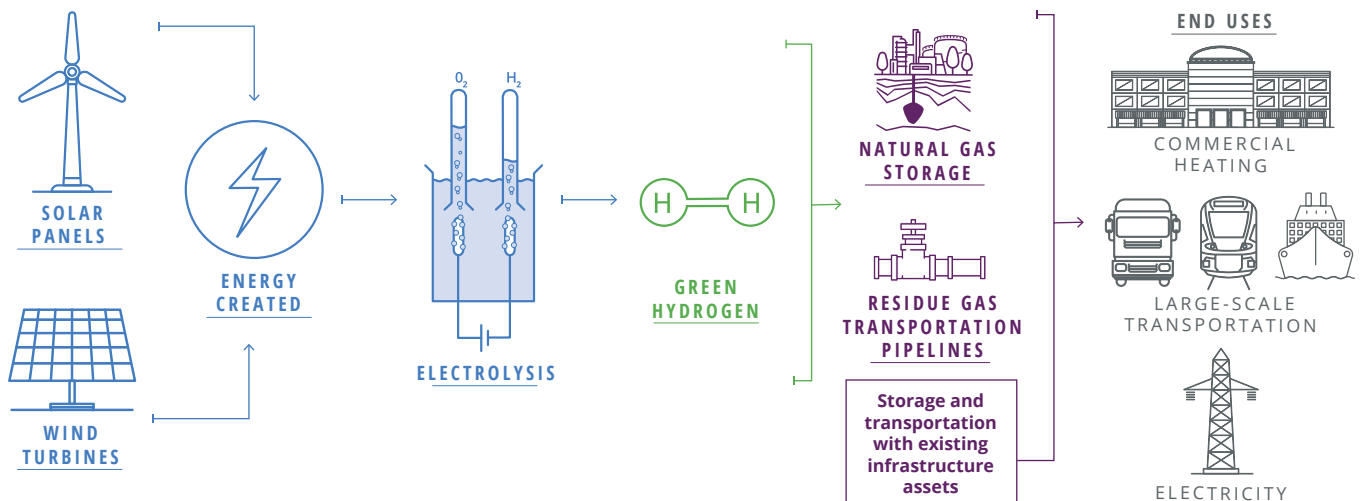 SOLAR
PANELS
WIND
TURBINES
ENERGY
CREATED
O₂
H₂
ELECTROLYSIS
H
H
GREEN
HYDROGEN
NATURAL GAS
STORAGE
RESIDUE GAS
TRANSPORTATION
PIPELINES
Storage and
transportation
with existing
infrastructure
assets
END USES
COMMERCIAL
HEATING
LARGE-SCALE
TRANSPORTATION
ELECTRICITY